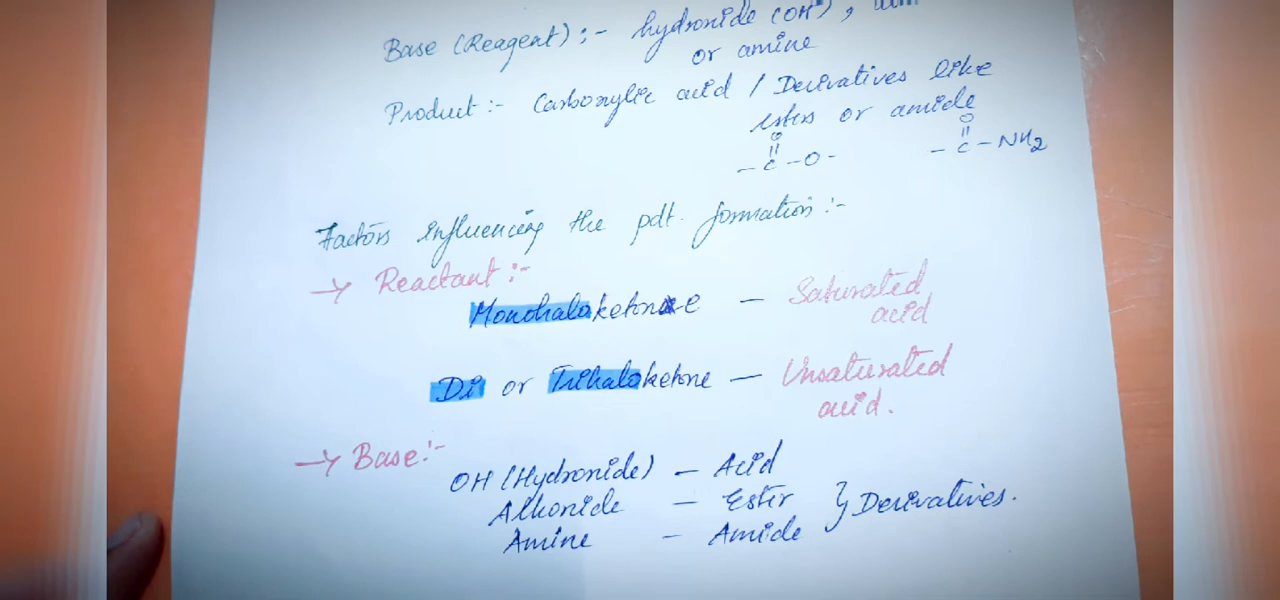 Base (Reagent) :- hydroxide (OH⁻),
or amine
Product :- Carboxylic acid / Derivatives like
esters or amide
O
||
- C - O -
O
||
- C - NH2
Factors influencing the pdt. formation :-
→ Reactant :-
Monohaloketone - Saturated
acid
Di or Trihaloketone - Unsaturated
acid.
→ Base :-
OH (Hydroxide) - Acid
Alkoxide - Ester
Amine - Amide
} Derivatives.